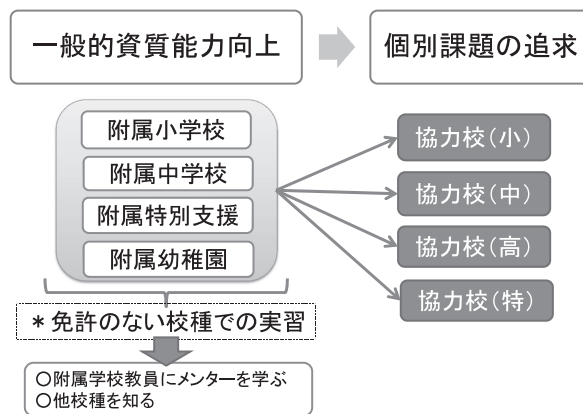 一般的資質能力向上
個別課題の追求
附属小学校
附属中学校
附属特別支援
附属幼稚園
協力校(小)
協力校(中)
協力校(高)
協力校(特)
＊免許のない校種での実習
○附属学校教員にメンターを学ぶ
○他校種を知る